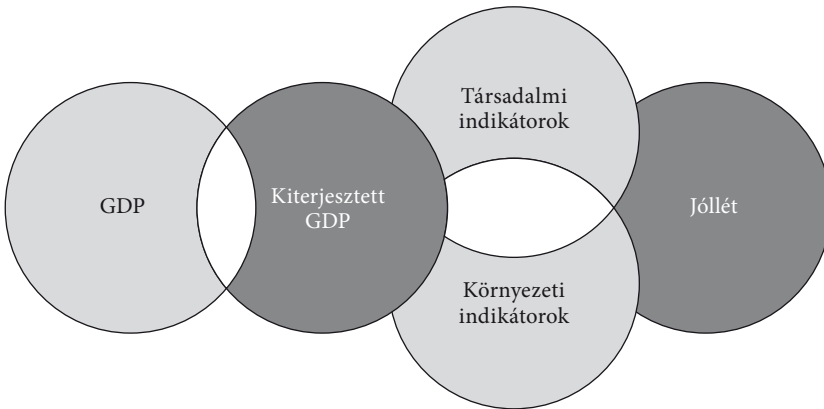 GDP
Kiterjesztett
GDP
Társadalmi
indikátorok
Környezeti
indikátorok
Jóllét